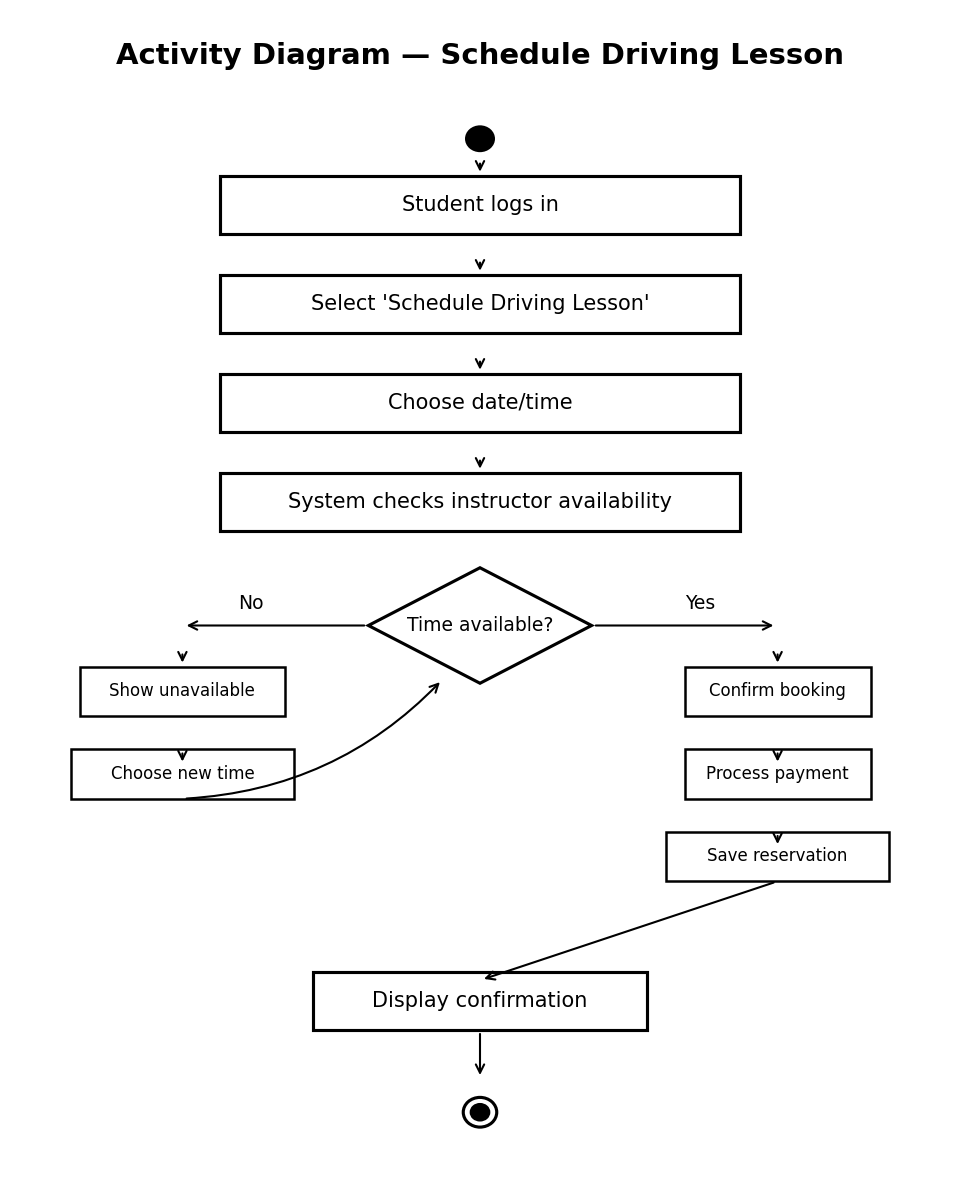 Activity Diagram — Schedule Driving Lesson
Student logs in
Select 'Schedule Driving Lesson'
Choose date/time
System checks instructor availability
No
Time available?
Yes
Show unavailable
Confirm booking
Choose new time
Process payment
Save reservation
Display confirmation